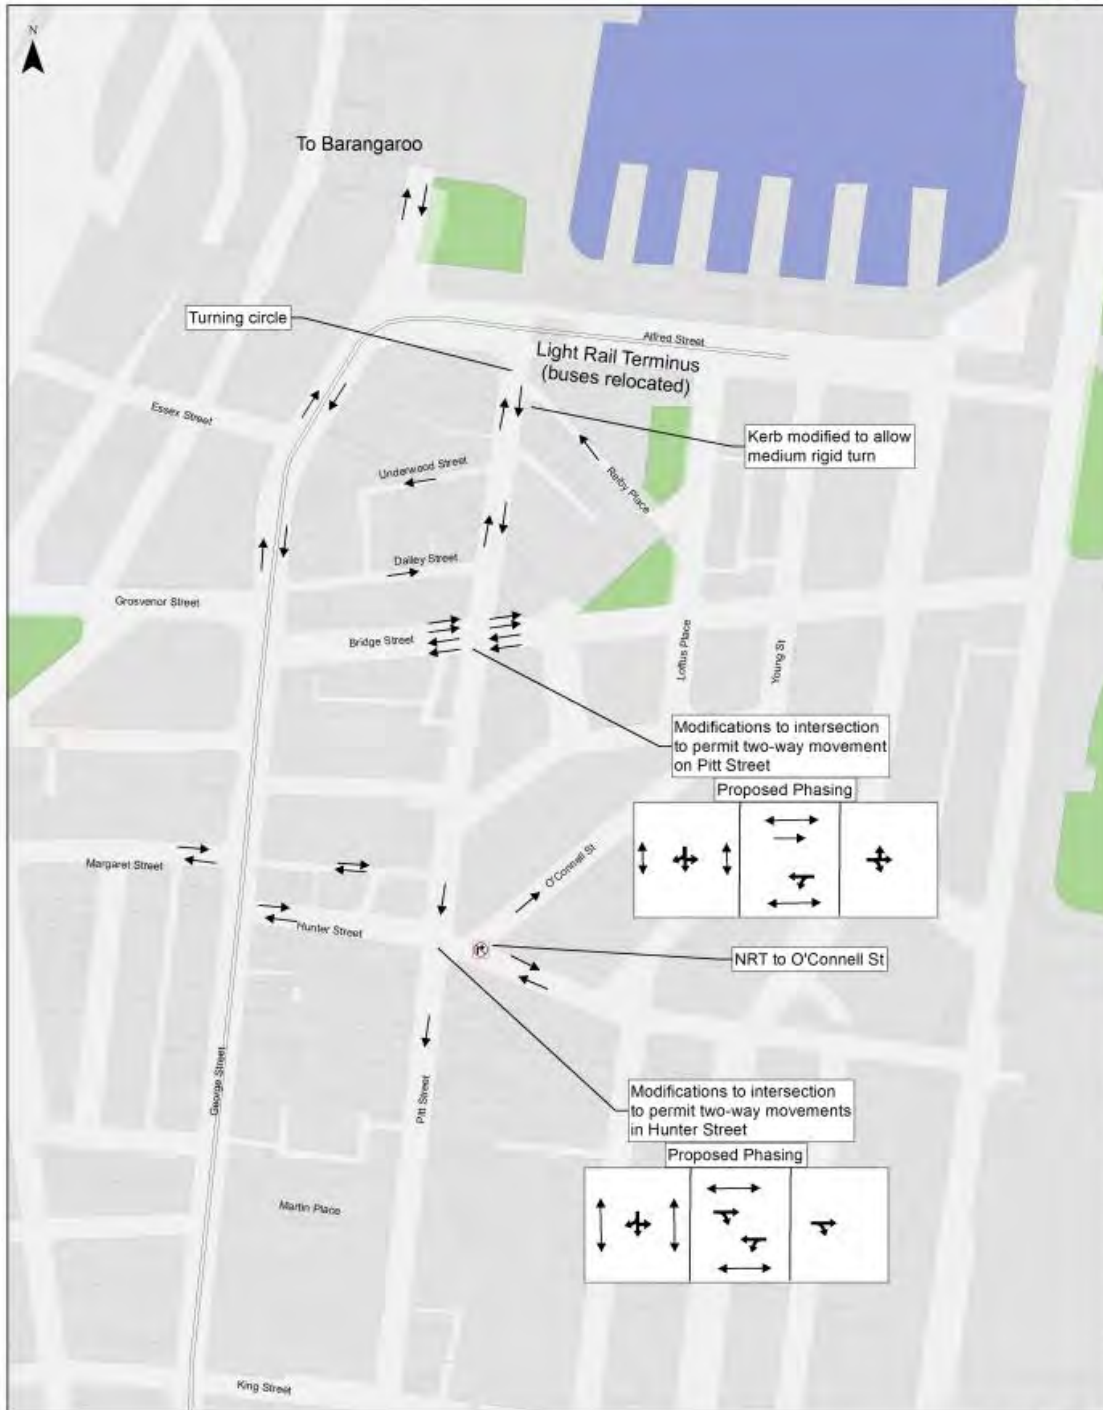 N
To Barangaroo
Turning circle
Alfred Street
Light Rail Terminus
(buses relocated)
Essex Street
Kerb modified to allow
medium rigid turn
Underwood Street
Reiby Place
Dalley Street
Grosvenor Street
Bridge Street
Loftus Place
Young St
Modifications to intersection
to permit two-way movement
on Pitt Street
Proposed Phasing
Margaret Street
O'Connell St
Hunter Street
NRT to O'Connell St
George Street
Pitt Street
Modifications to intersection
to permit two-way movements
in Hunter Street
Proposed Phasing
Martin Place
King Street